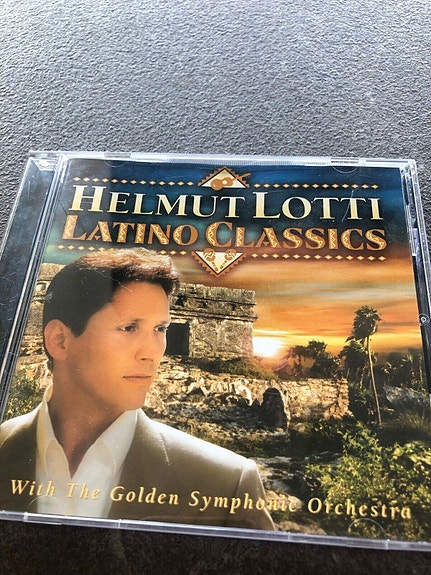 HELMUT LOTTI
LATINO CLASSICS
With The Golden Symphonic Orchestra